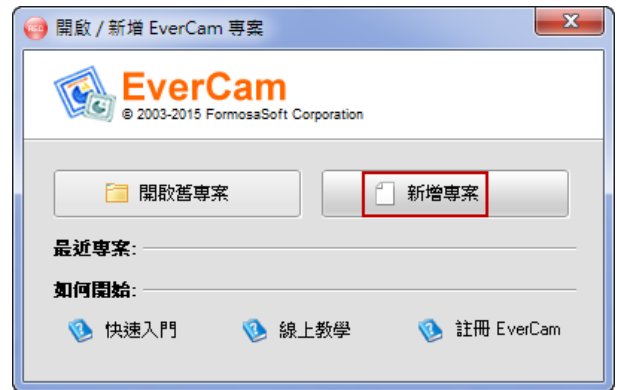 開啟 / 新增 EverCam 專案
EverCam
© 2003-2015 FormosaSoft Corporation
開啟舊專案
新增專案
最近專案:
如何開始:
快速入門
線上教學
註冊 EverCam